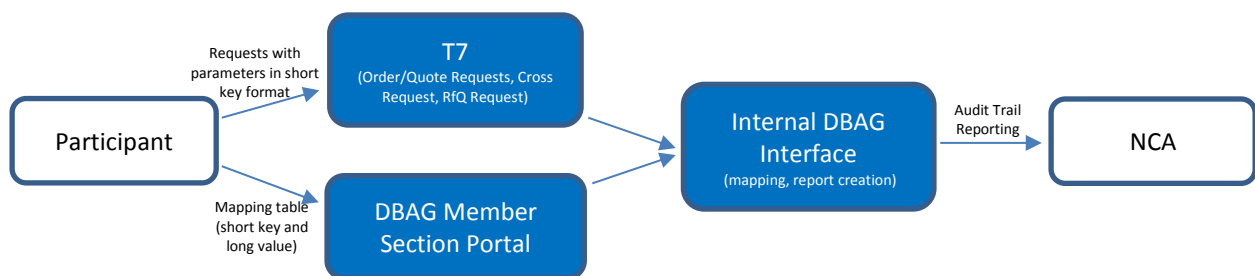 Participant
Requests with
parameters in short
key format
Mapping table
(short key and
long value)
T7
(Order/Quote Requests, Cross
Request, RfQ Request)
DBAG Member
Section Portal
Internal DBAG
Interface
(mapping, report creation)
Audit Trail
Reporting
NCA